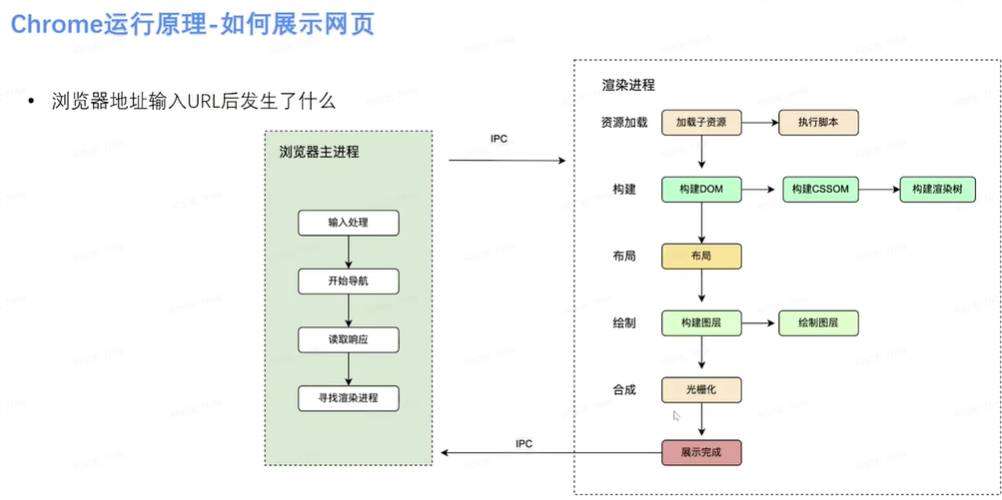 Chrome运行原理-如何展示网页
• 浏览器地址输入URL后发生了什么
浏览器主进程
输入处理
开始导航
读取响应
寻找渲染进程
IPC
渲染进程
资源加载
加载子资源
执行脚本
构建
构建DOM
构建CSSOM
构建渲染树
布局
布局
绘制
构建图层
绘制图层
合成
光栅化
IPC
展示完成